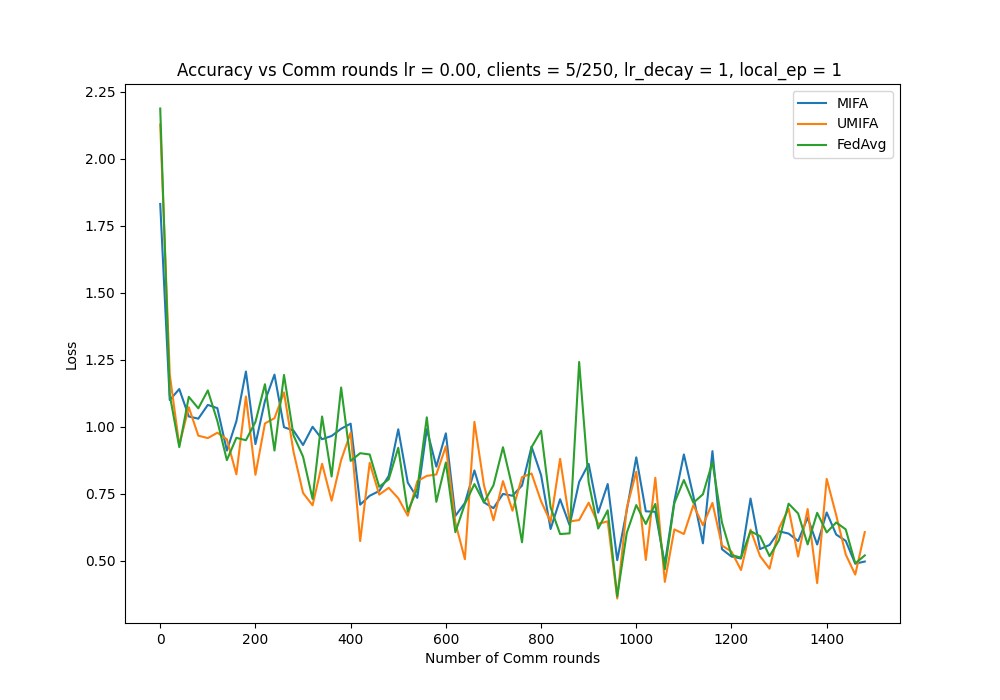 Accuracy vs Comm rounds lr = 0.00, clients = 5/250, lr_decay = 1, local_ep = 1
MIFA
UMIFA
FedAvg
2.25
2.00
1.75
1.50
1.25
1.00
0.75
0.50
Loss
0 200 400 600 800 1000 1200 1400
Number of Comm rounds